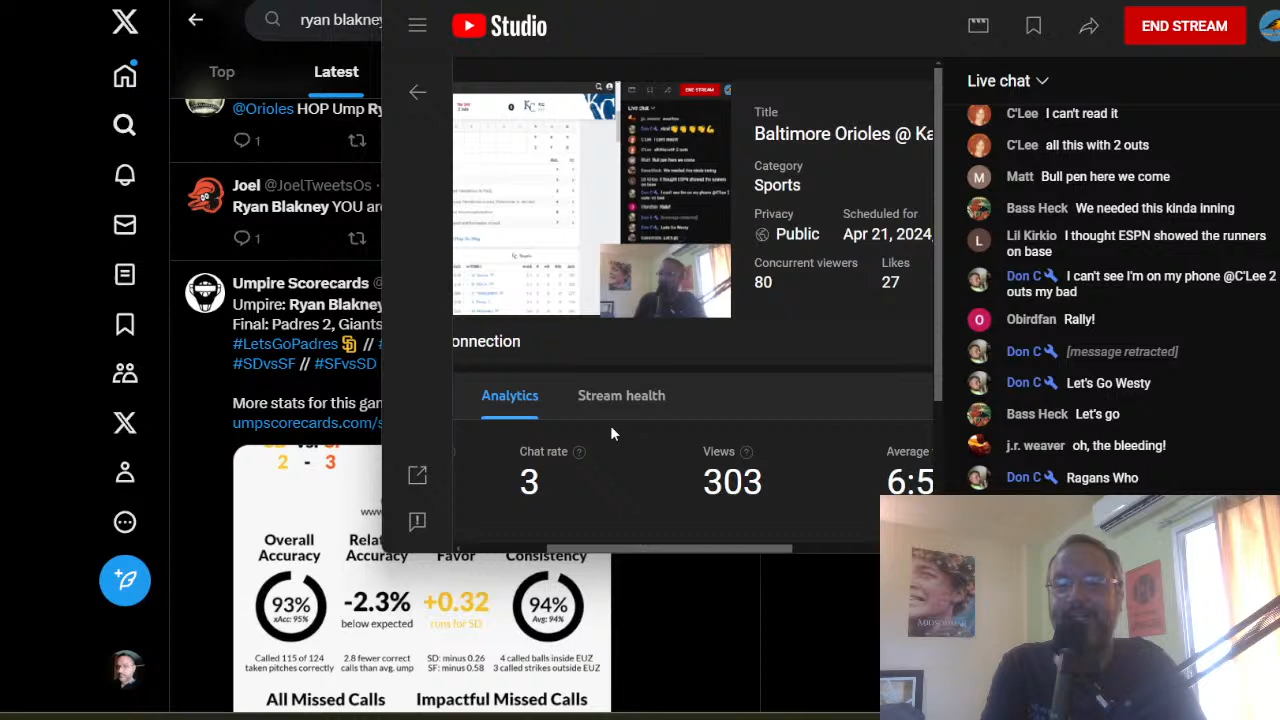 ryan blakney
Top
Latest
@Orioles HOP Ump Ry
1
Joel @JoelTweetsOs ·
Ryan Blakney YOU are
1
Umpire Scorecards @
Umpire: Ryan Blakney
Final: Padres 2, Giants
#LetsGoPadres //
#SDvsSF // #SFvsSD
More stats for this gam
umpscorecards.com/s
2 - 3
www
Overall Accuracy
Accuracy
Favor
Consistency
93%
xAcc: 95%
-2.3%
below expected
+0.32
runs for SD
94%
Avg: 94%
Called 115 of 124
taken pitches correctly
2.8 fewer correct
calls than avg. ump
SD: minus 0.26
SF: minus 0.58
4 called balls inside EUZ
3 called strikes outside EUZ
All Missed Calls
Impactful Missed Calls
Studio
END STREAM
Title
Baltimore Orioles @ Ka
Category
Sports
Privacy
Public
Scheduled for
Apr 21, 2024,
Concurrent viewers
80
Likes
27
onnection
Analytics
Stream health
Chat rate
3
Views
303
Average
6:5
Live chat
C'Lee I can't read it
C'Lee all this with 2 outs
M Matt Bull pen here we come
Bass Heck We needed this kinda inning
L Lil Kirkio I thought ESPN showed the runners
on base
Don C I can't see I'm on my phone @C'Lee 2
outs my bad
O Obirdfan Rally!
Don C [message retracted]
Don C Let's Go Westy
Bass Heck Let's go
j.r. weaver oh, the bleeding!
Don C Ragans Who
MIDSOMMAR